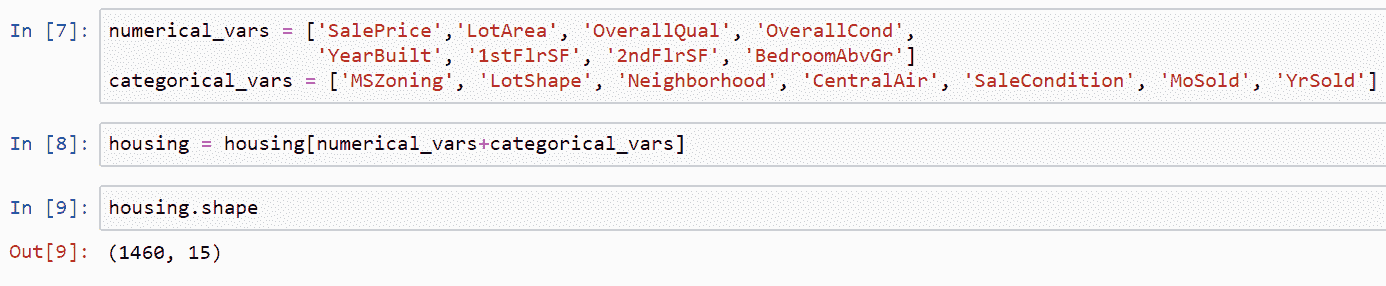 In [7]: numerical_vars = ['SalePrice','LotArea', 'OverallQual', 'OverallCond',
'YearBuilt', '1stFlrSF', '2ndFlrSF', 'BedroomAbvGr']
categorical_vars = ['MSZoning', 'LotShape', 'Neighborhood', 'CentralAir', 'SaleCondition', 'MoSold', 'YrSold']
In [8]: housing = housing[numerical_vars+categorical_vars]
In [9]: housing.shape
Out[9]: (1460, 15)